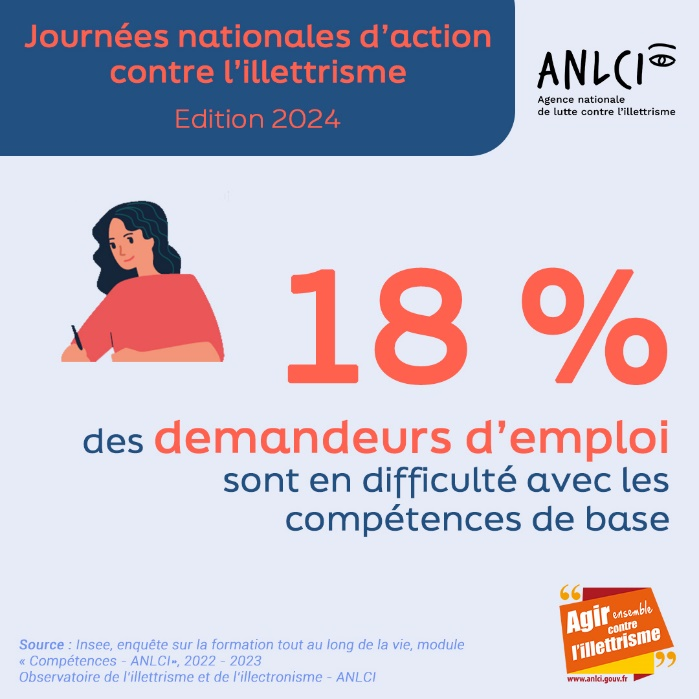 Journées nationales d'action
contre l'illettrisme
Edition 2024
ANLCI
Agence nationale
de lutte contre l'illettrisme
18 %
des demandeurs d'emploi
sont en difficulté avec les
compétences de base
Source : Insee, enquête sur la formation tout au long de la vie, module
« Compétences - ANLCI», 2022 - 2023
Observatoire de l'illettrisme et de l'illectronisme - ANLCI
“ Agir ensemble
contre
l'illettrisme ”
www.anlci.gouv.fr